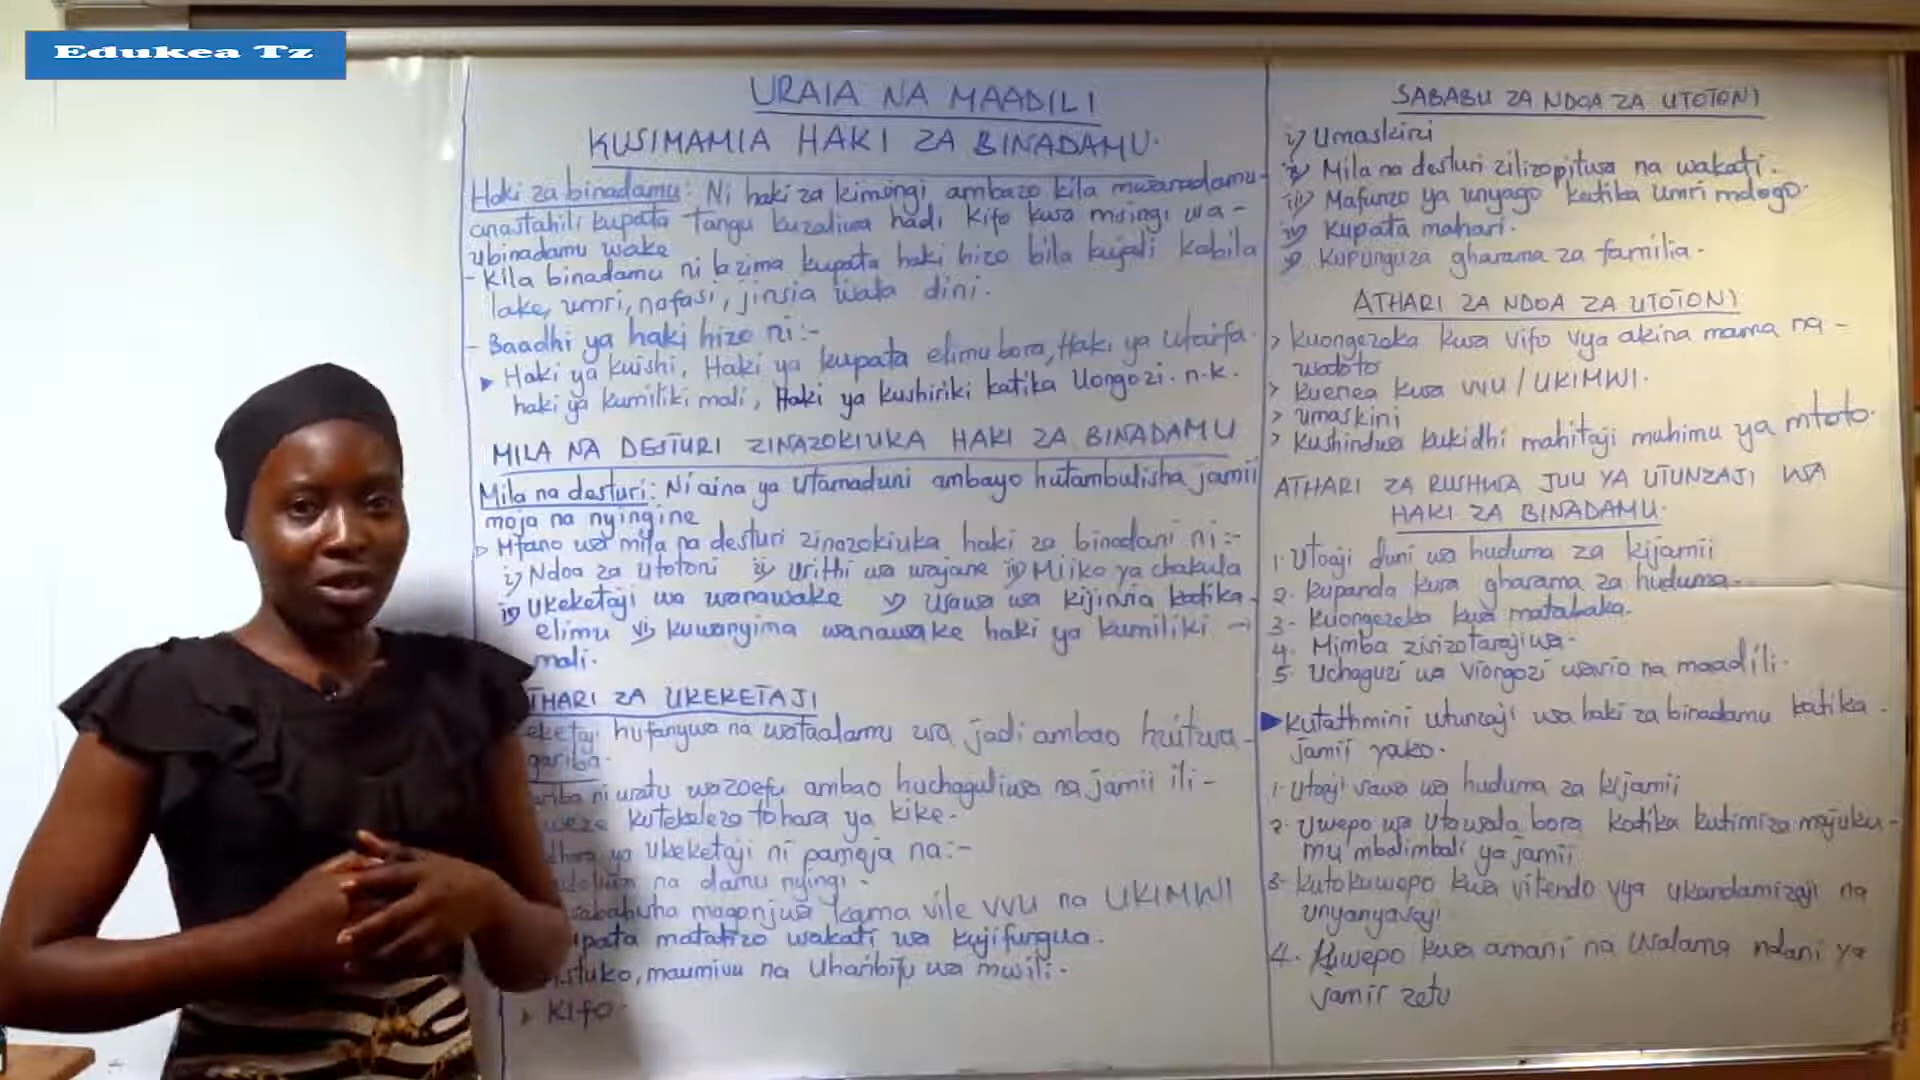 Edukea Tz
URAIA NA MAADILI
KUSIMAMIA HAKI ZA BINADAMU.
Haki za binadamu: Ni haki za kimsingi ambazo kila mwanadamu-
anastahili kupata tangu kuzaliwa hadi kifo kwa msingi wa-
ubinadamu wake
- Kila binadamu ni lazima kupata haki hizo bila kujali kabila
lake, umri, nafasi, jinsia wala dini.
- Baadhi ya haki hizo ni:-
Haki ya kuishi, Haki ya kupata elimu bora, Haki ya utaifa
haki ya kumiliki mali, Haki ya kushiriki katika Uongozi. n.k.
MILA NA DESTURI ZINAZOKIUKA HAKI ZA BINADAMU
Mila na desturi: Ni aina ya utamaduni ambayo hutambulisha jamii
moja na nyingine
Mfano wa mila na desturi zinazokiuka haki za binadani ni:-
i) Ndoa za utotoni ii) urithi wa wajane iii) Miiko ya chakula
iv) Ukeketaji wa wanawake v) Usawa wa kijinsia katika
elimu vi) kuwanyima wanawake haki ya kumiliki →
mali.
THARI ZA UKEKETAJI
eketaji hufanywa na wataalamu wa jadi ambao huitwa-
gariba.
ariba ni watu wazoefu ambao huchaguliwa na jamii ili-
weze kutekeleza tohara ya kike.
dhara ya Ukeketaji ni pamoja na:-
na damu nyingi.
ababisha magonjwa kama vile VVU na UKIMWI
upata matatizo wakati wa kujifungua.
stuko, maumivu na Uharibifu wa mwili.
KIfo.
SABABU ZA NDOA ZA UTOTONI
i) Umaskini
ii) Mila na desturi zilizopitwa na wakati.
iii) Mafunzo ya unyago katika umri mdogo.
iv) Kupata mahari.
v) Kupunguza gharama za familia.
ATHARI ZA NDOA ZA UTOTONI
> Kuongezeka kwa vifo vya akina mama na -
watoto
> Kuenea kwa VVU / UKIMWI.
> umaskini
> Kushindwa kukidhi mahitaji muhimu ya mtoto.
ATHARI ZA RUSHWA JUU YA UTUNZAJI WA
HAKI ZA BINADAMU.
1. Utoaji duni wa huduma za kijamii
2. Kupanda kwa gharama za huduma.
3. Kuongezeka kwa matabaka.
4. Mimba zizizotarajiwa.
5. Uchaguzi wa viongozi wasio na maadili.
Kutathmini utunzaji wa haki za binadamu katika.
jamii yako.
1. Utoaji sawa wa huduma za kijamii
2. Uwepo wa Utawala bora katika kutimiza majuku-
mu mbalimbali ya jamii
3. Kutokuwepo kwa vitendo vya ukandamizaji na
unyanyasaji
4. Kuwepo kwa amani na Usalama ndani ya
jamii zetu